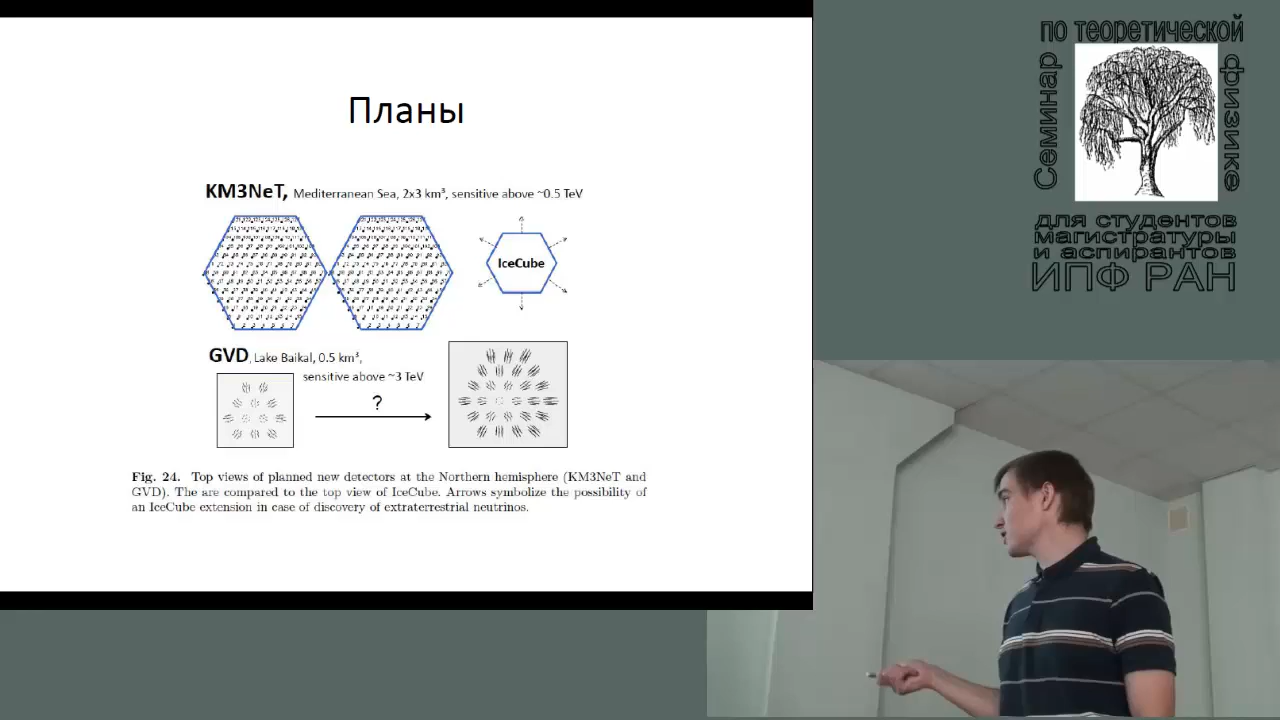 Планы
KM3NeT, Mediterranean Sea, 2x3 km³, sensitive above ~0.5 TeV
IceCube
GVD, Lake Baikal, 0.5 km³,
sensitive above ~3 TeV
?
Fig. 24. Top views of planned new detectors at the Northern hemisphere (KM3NeT and
GVD). The are compared to the top view of IceCube. Arrows symbolize the possibility of
an IceCube extension in case of discovery of extraterrestrial neutrinos.
Семинар
по теоретической
физике
для студентов
магистратуры
и аспирантов
ИПФ РАН